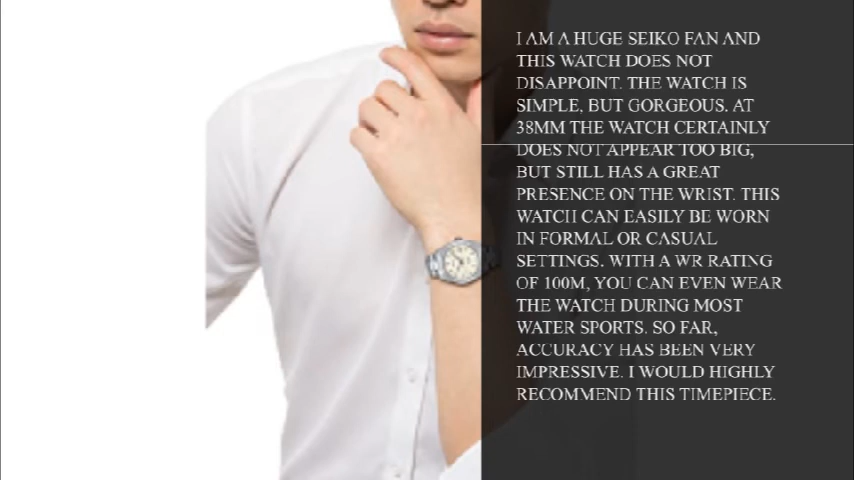 I AM A HUGE SEIKO FAN AND
THIS WATCH DOES NOT
DISAPPOINT. THE WATCH IS
SIMPLE, BUT GORGEOUS. AT
38MM THE WATCH CERTAINLY
DOES NOT APPEAR TOO BIG,
BUT STILL HAS A GREAT
PRESENCE ON THE WRIST. THIS
WATCH CAN EASILY BE WORN
IN FORMAL OR CASUAL
SETTINGS. WITH A WR RATING
OF 100M, YOU CAN EVEN WEAR
THE WATCH DURING MOST
WATER SPORTS. SO FAR,
ACCURACY HAS BEEN VERY
IMPRESSIVE. I WOULD HIGHLY
RECOMMEND THIS TIMEPIECE.